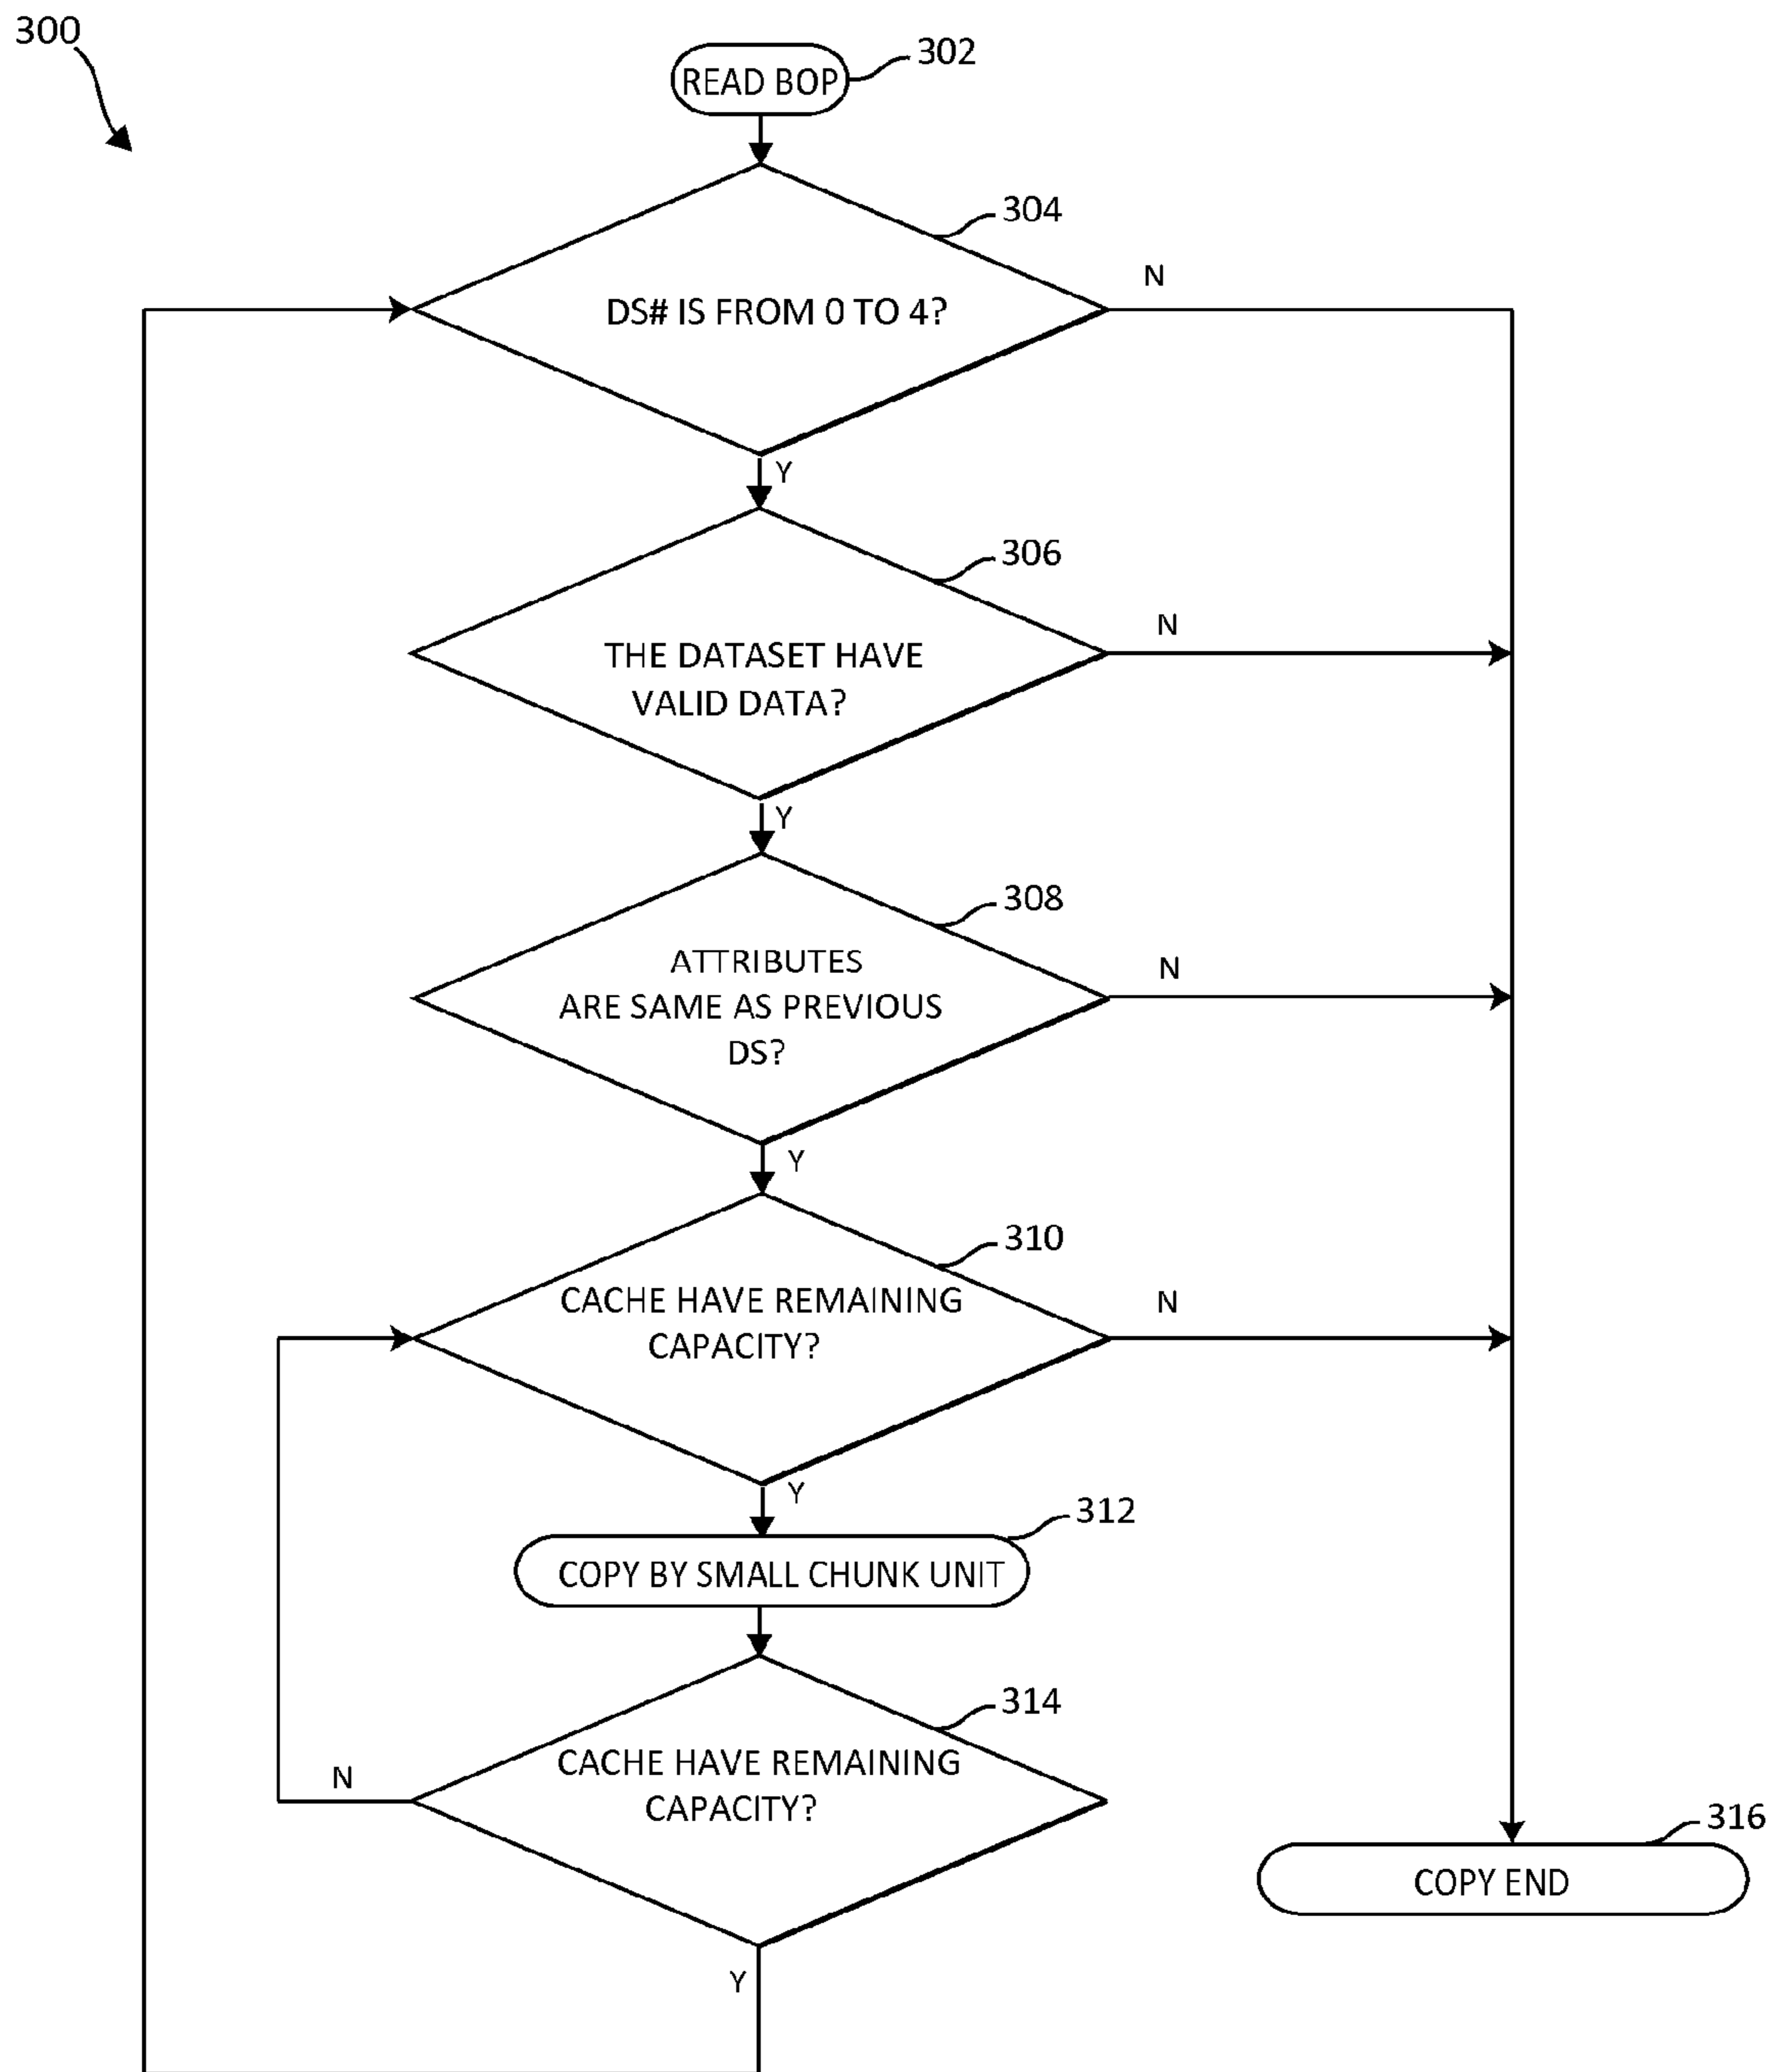 300
READ BOP
302
304
DS# IS FROM 0 TO 4?
N
Y
306
THE DATASET HAVE
VALID DATA?
N
Y
308
ATTRIBUTES
ARE SAME AS PREVIOUS
DS?
N
Y
310
CACHE HAVE REMAINING
CAPACITY?
N
Y
312
COPY BY SMALL CHUNK UNIT
314
CACHE HAVE REMAINING
CAPACITY?
N
Y
316
COPY END